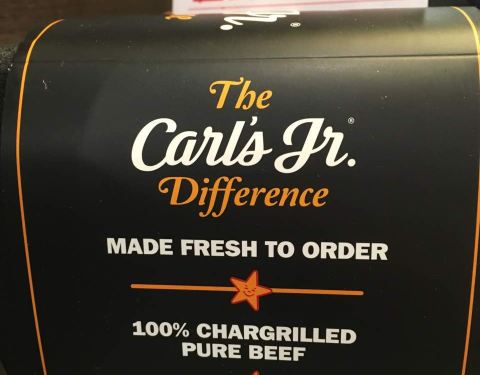 The
Carl's Jr.®
Difference
MADE FRESH TO ORDER
100% CHARGRILLED
PURE BEEF